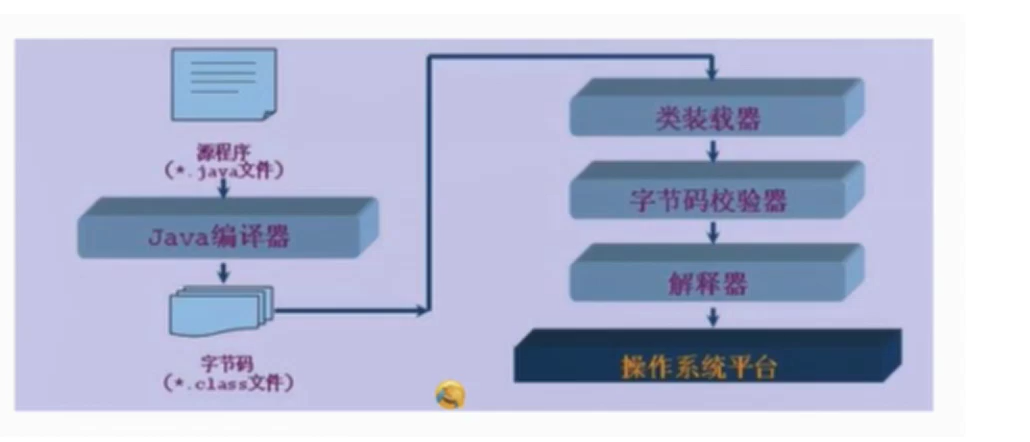 源程序
(*.java文件)
Java编译器
字节码
(*.class文件)
类装载器
字节码校验器
解释器
操作系统平台